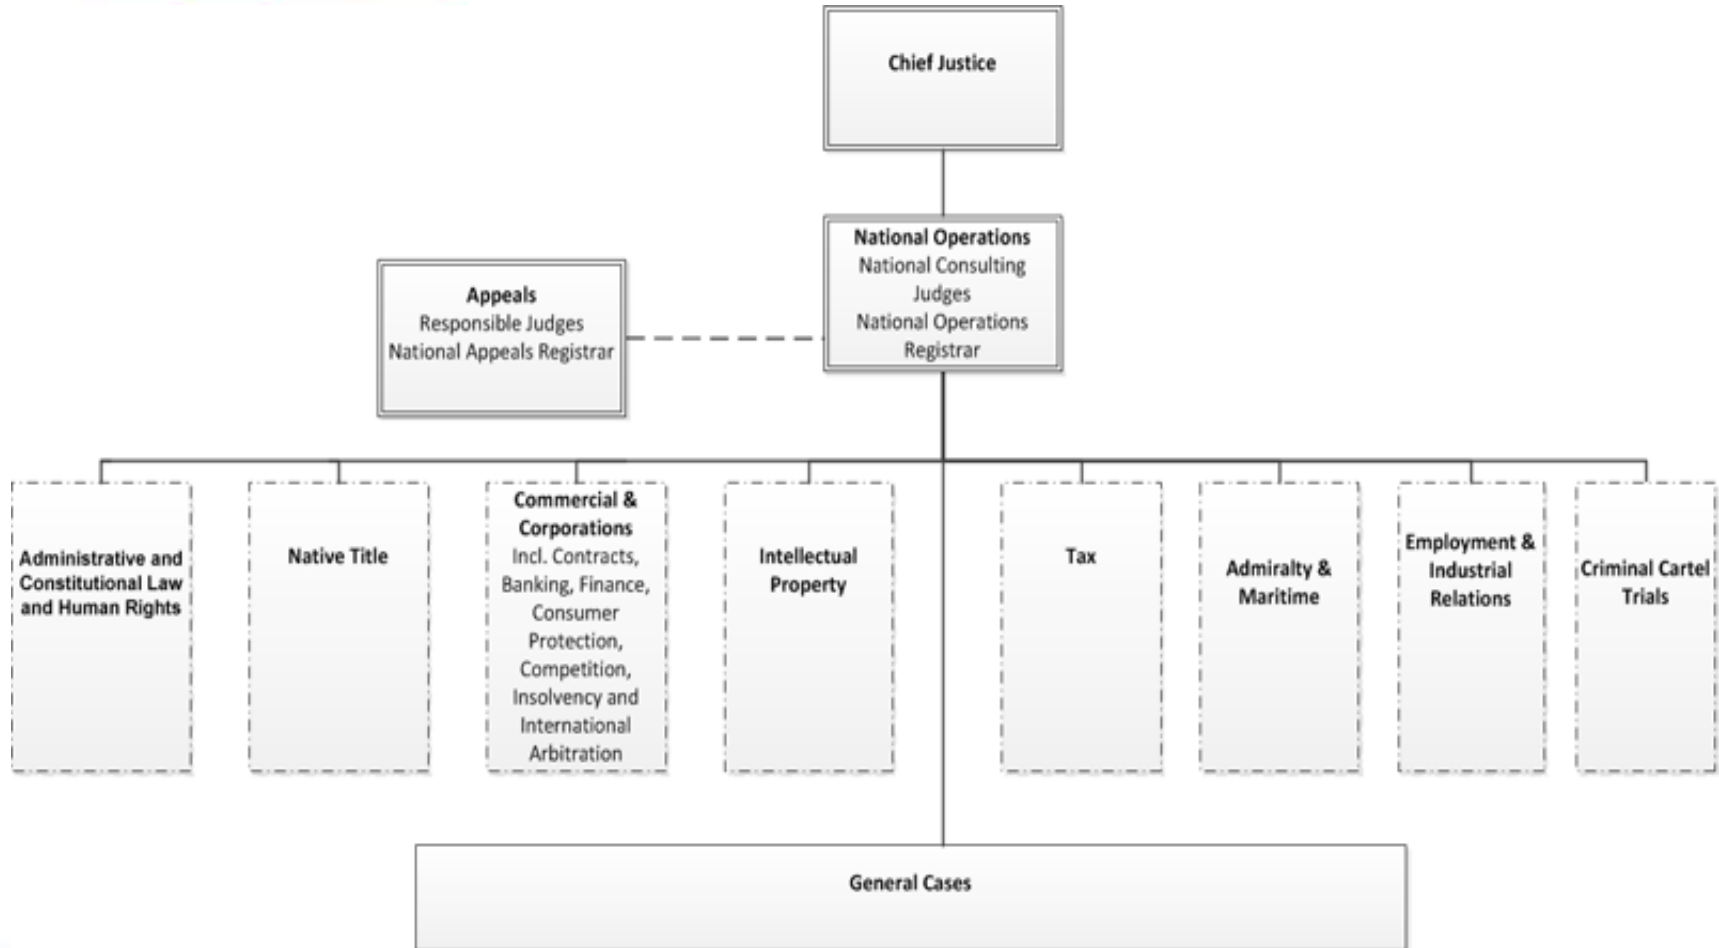 Chief Justice
National Operations
National Consulting
Judges
National Operations
Registrar
Appeals
Responsible Judges
National Appeals Registrar
Administrative and
Constitutional Law
and Human Rights
Native Title
Commercial &
Corporations
Incl. Contracts,
Banking, Finance,
Consumer
Protection,
Competition,
Insolvency and
International
Arbitration
Intellectual
Property
Tax
Admiralty &
Maritime
Employment &
Industrial
Relations
Criminal Cartel
Trials
General Cases